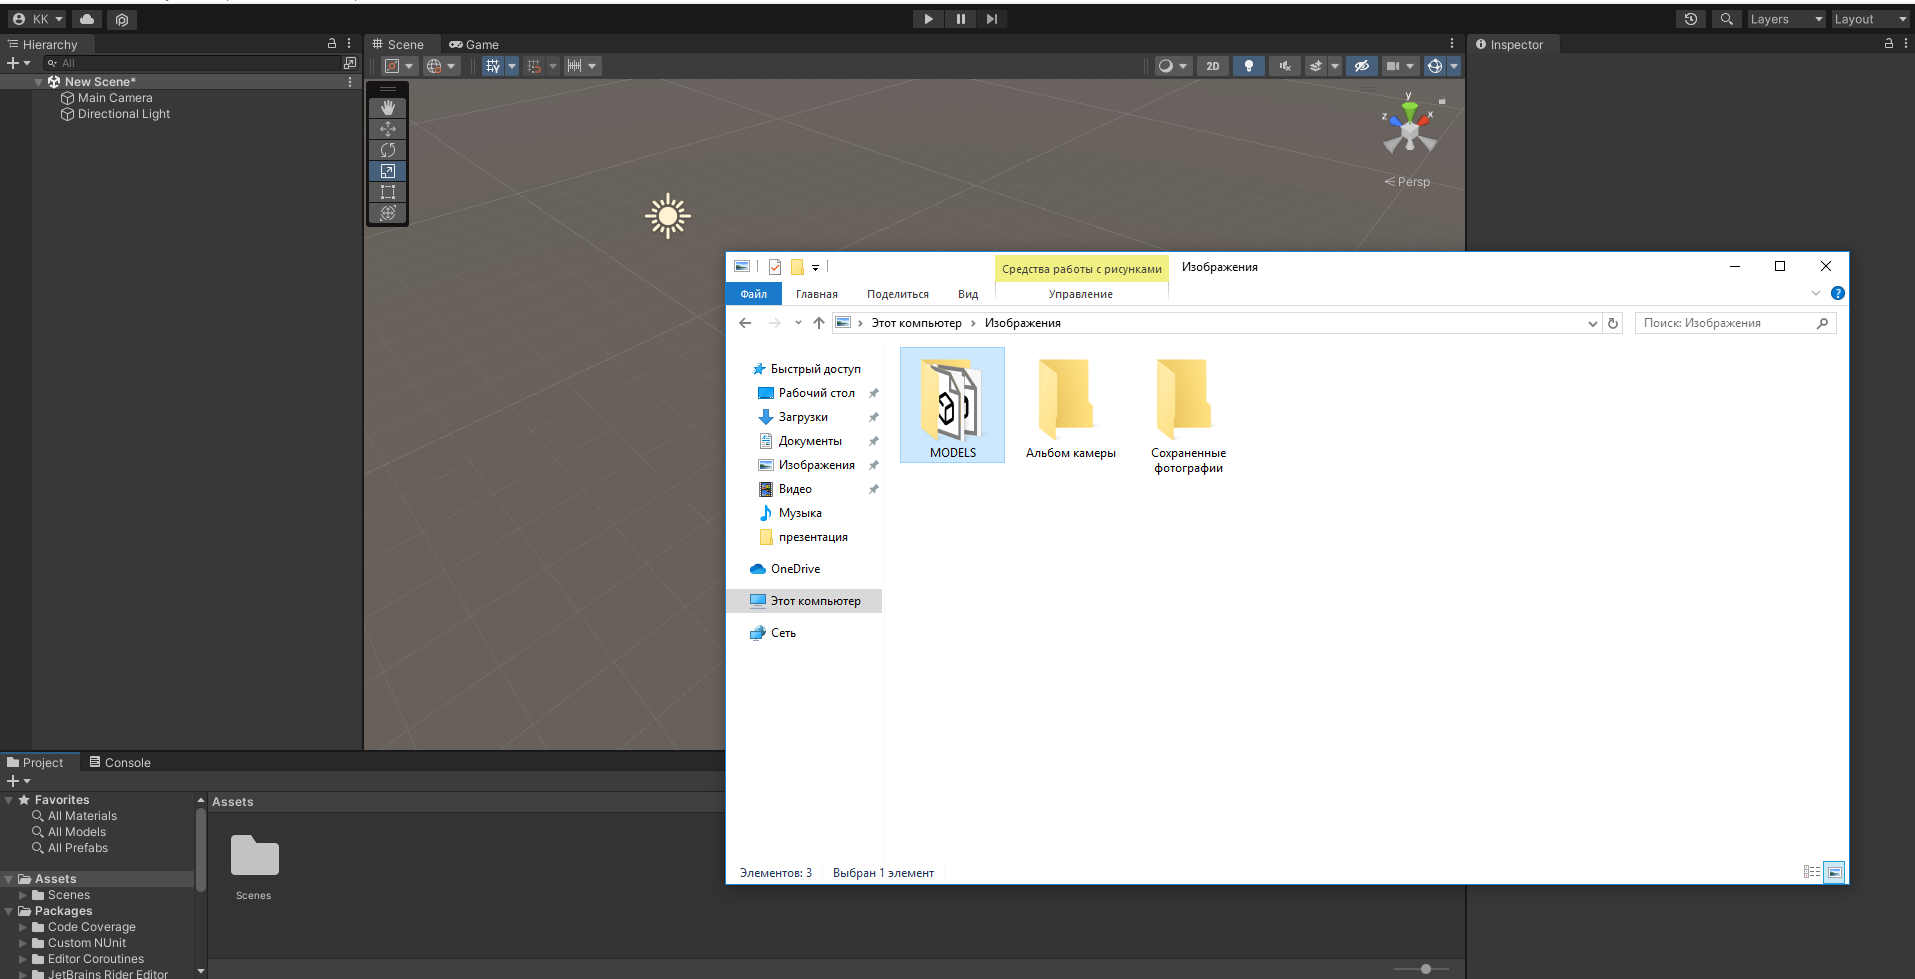 KK
Layers
Layout
Hierarchy
All
New Scene*
Main Camera
Directional Light
Scene
Game
2D
y
z
x
Persp
Inspector
Средства работы с рисунками
Изображения
Файл
Главная
Поделиться
Вид
Управление
Этот компьютер
Изображения
Поиск: Изображения
Быстрый доступ
Рабочий стол
Загрузки
Документы
Изображения
Видео
Музыка
презентация
OneDrive
Этот компьютер
Сеть
MODELS
Альбом камеры
Сохраненные
фотографии
Элементов: 3
Выбран 1 элемент
Project
Console
Favorites
All Materials
All Models
All Prefabs
Assets
Scenes
Packages
Code Coverage
Custom NUnit
Editor Coroutines
JetBrains Rider Editor
Assets
Scenes